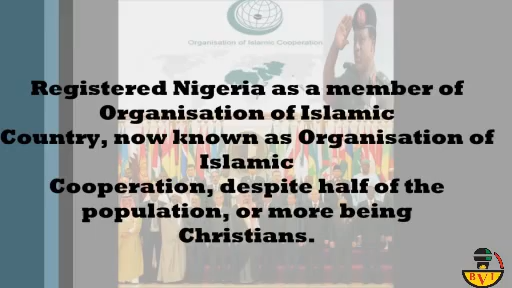 Organisation of Islamic Cooperation
Registered Nigeria as a member of
Organisation of Islamic
Country, now known as Organisation of
Islamic
Cooperation, despite half of the
population, or more being
Christians.
BVI